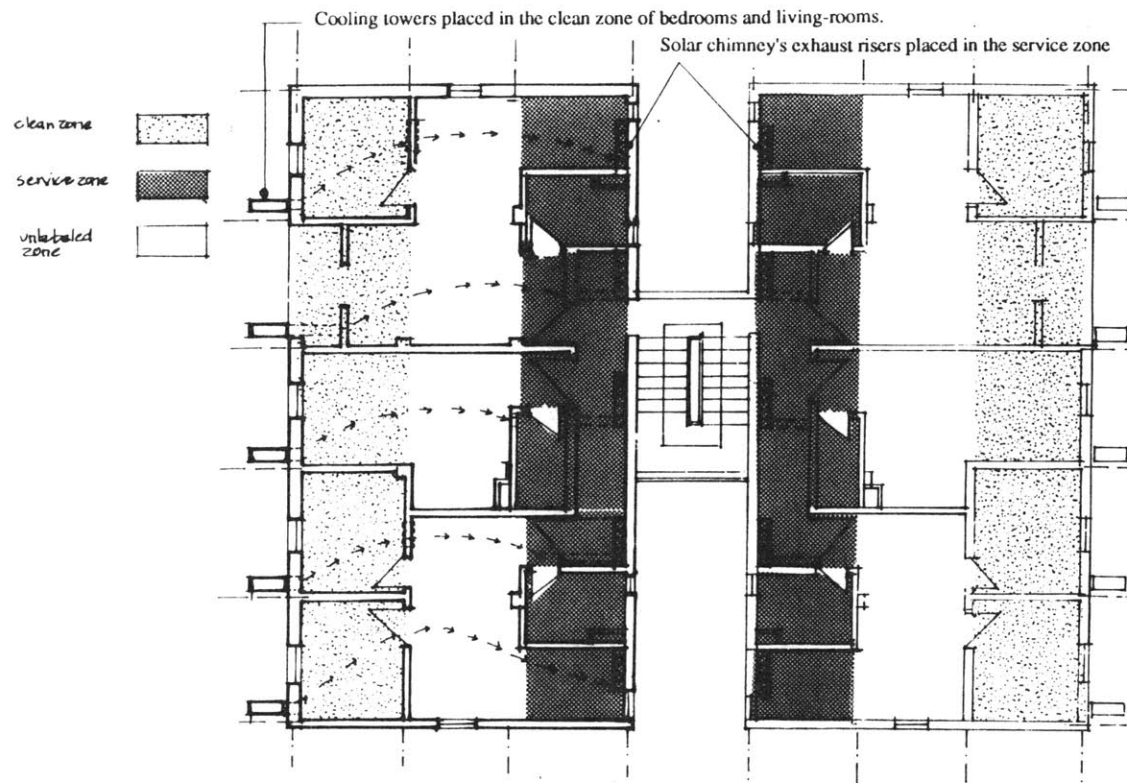 Cooling towers placed in the clean zone of bedrooms and living-rooms.
Solar chimney's exhaust risers placed in the service zone
clean zone
service zone
unlabeled
zone